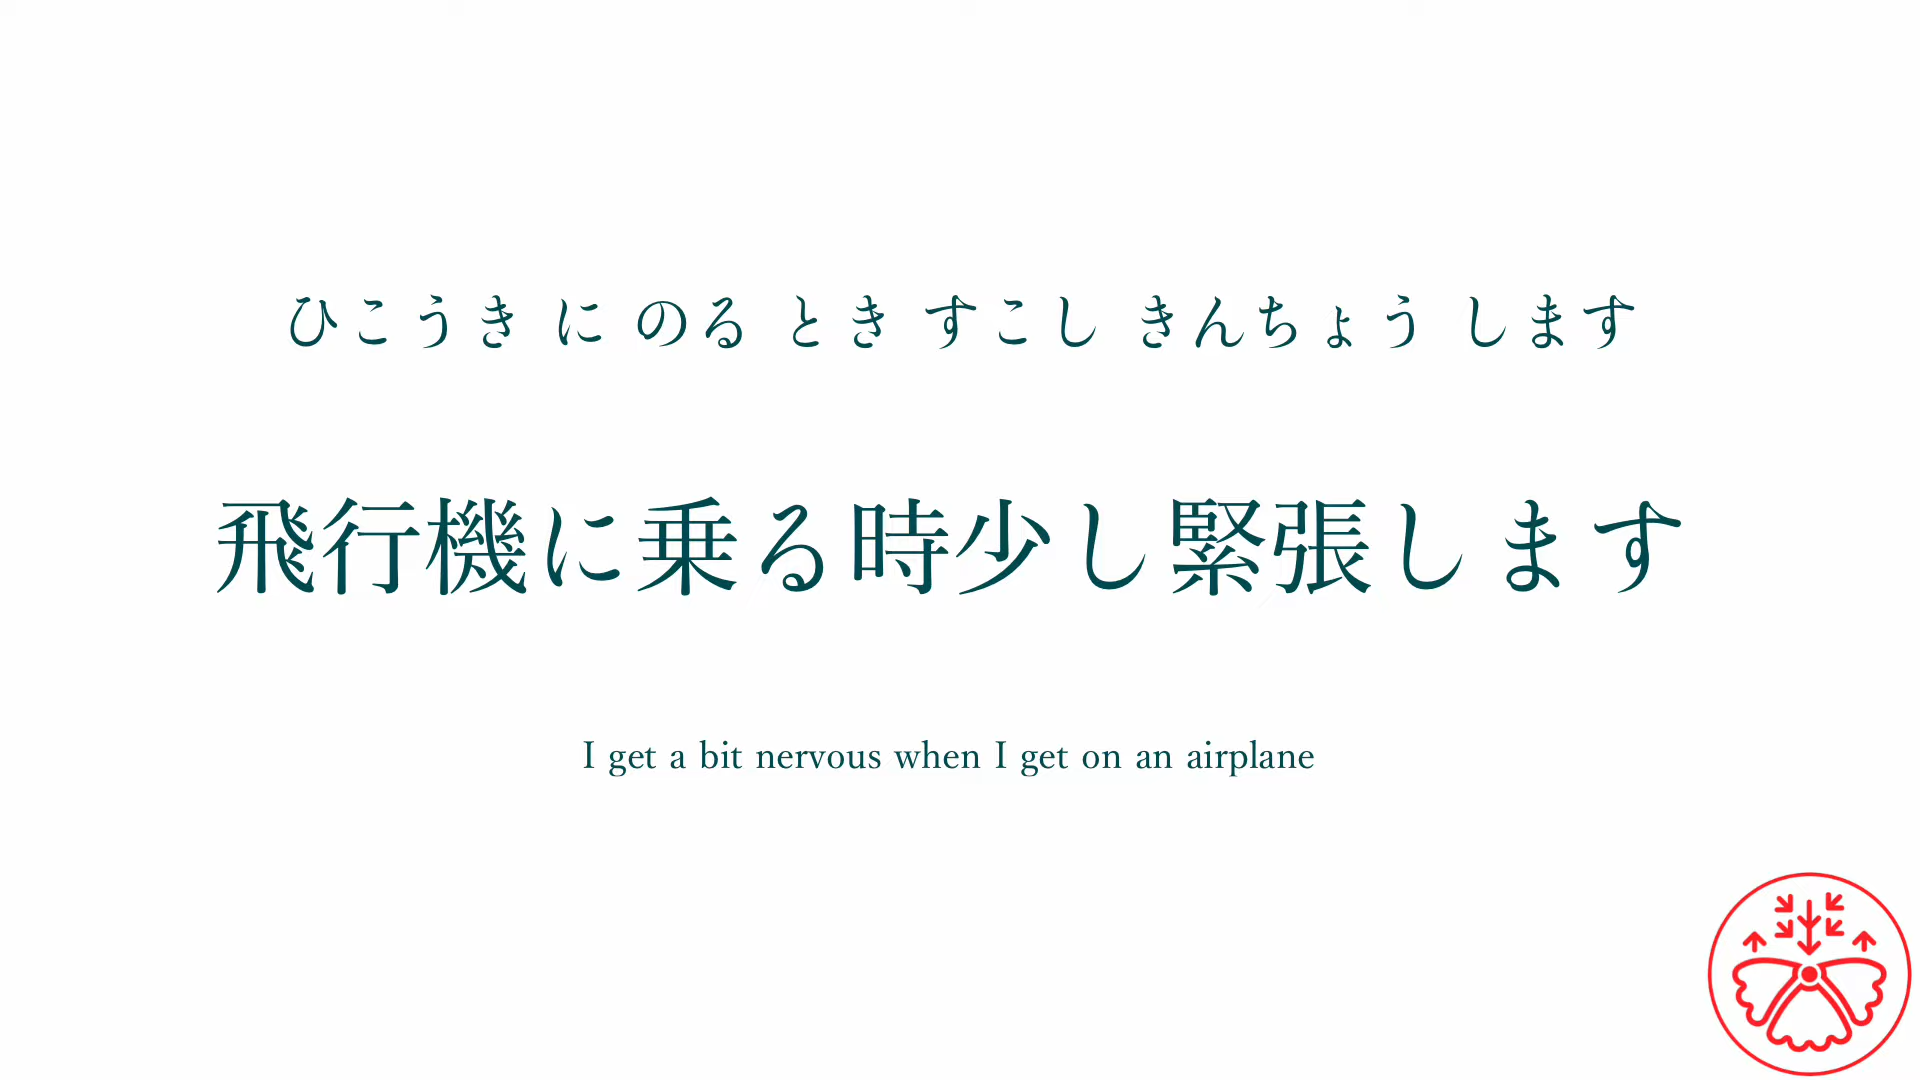 ひこうき に のる とき すこし きんちょう します
飛行機に乗る時少し緊張します
I get a bit nervous when I get on an airplane